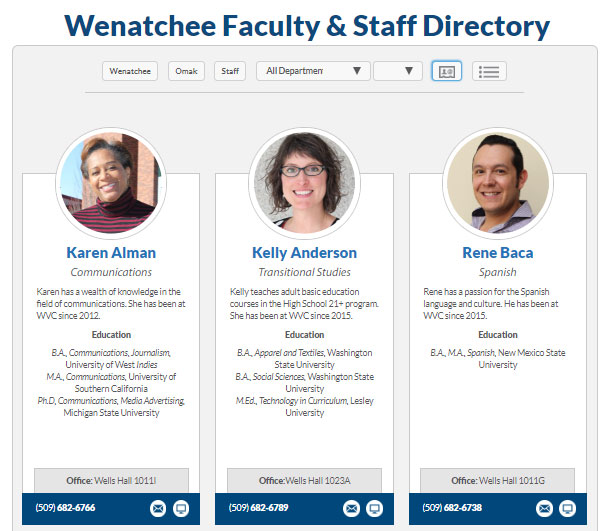 Wenatchee Faculty & Staff Directory
Wenatchee Omak Staff All Departmen
Karen Alman
Communications
Karen has a wealth of knowledge in the
field of communications. She has been at
WVC since 2012.
Education
B.A., Communications, Journalism,
University of West Indies
M.A., Communications, University of
Southern California
Ph.D, Communications, Media Advertising,
Michigan State University
Office: Wells Hall 1011I
(509) 682-6766
Kelly Anderson
Transitional Studies
Kelly teaches adult basic education
courses in the High School 21+ program.
She has been at WVC since 2015.
Education
B.A., Apparel and Textiles, Washington
State University
B.A., Social Sciences, Washington State
University
M.Ed., Technology in Curriculum, Lesley
University
Office:Wells Hall 1023A
(509) 682-6789
Rene Baca
Spanish
Rene has a passion for the Spanish
language and culture. He has been at
WVC since 2015.
Education
B.A., M.A., Spanish, New Mexico State
University
Office: Wells Hall 1011G
(509) 682-6738